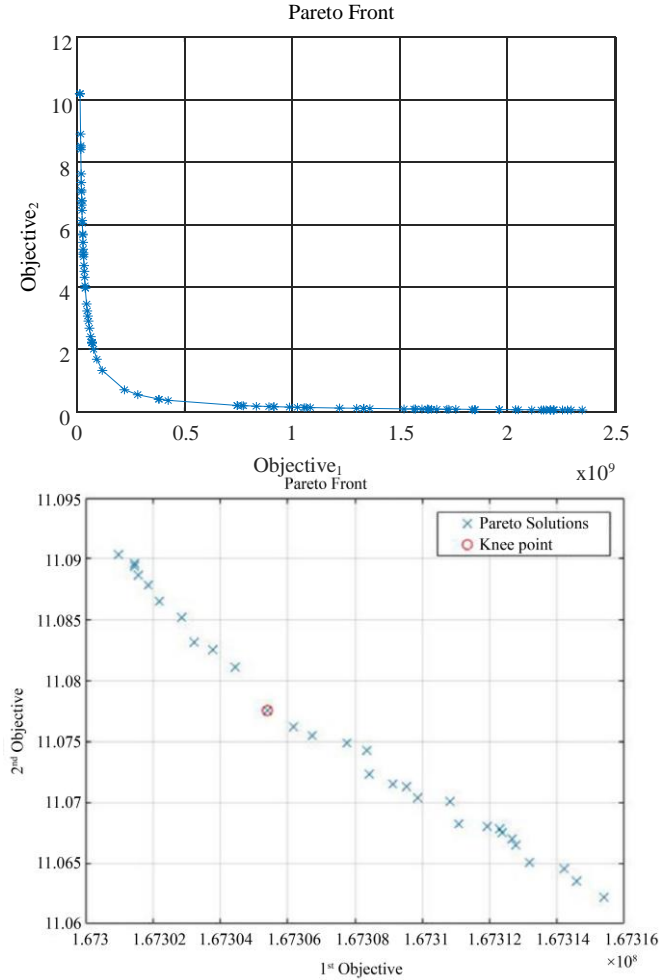 Pareto Front
12
10
8
6
4
2
0
Objective2
0 0.5 1 1.5 2 2.5
Objective1
x10^9
Pareto Front
11.095
11.09
11.085
11.08
11.075
11.07
11.065
11.06
2nd Objective
× Pareto Solutions
Knee point
1.673 1.67302 1.67304 1.67306 1.67308 1.6731 1.67312 1.67314 1.67316
×10^8
1st Objective